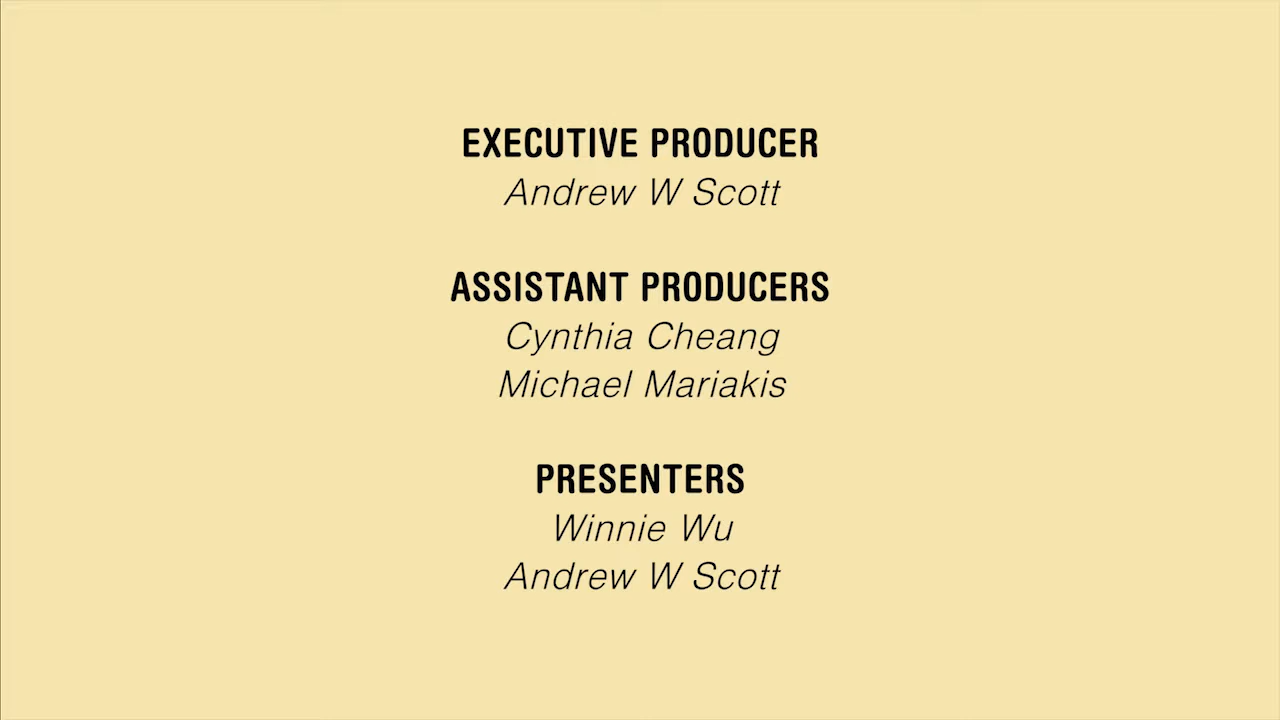 EXECUTIVE PRODUCER
Andrew W Scott
ASSISTANT PRODUCERS
Cynthia Cheang
Michael Mariakis
PRESENTERS
Winnie Wu
Andrew W Scott